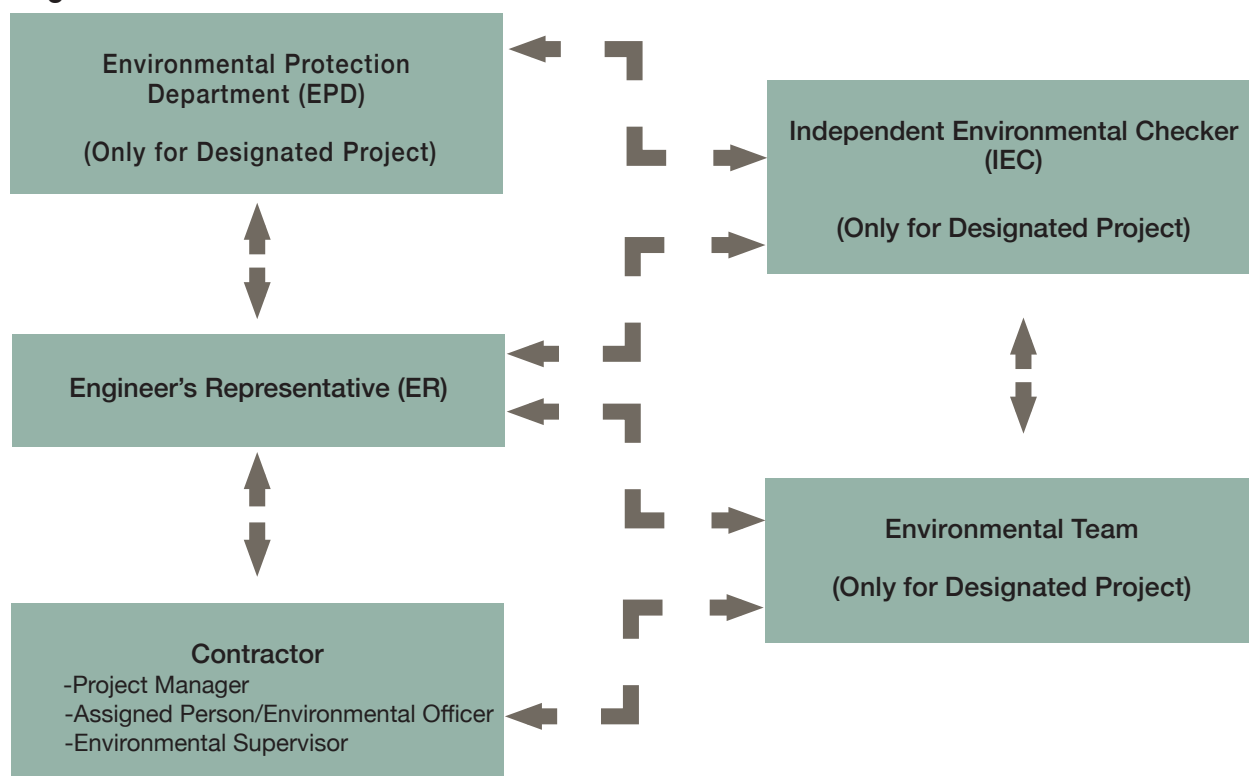 Environmental Protection
Department (EPD)
(Only for Designated Project)
Independent Environmental Checker
(IEC)
(Only for Designated Project)
Engineer’s Representative (ER)
Environmental Team
(Only for Designated Project)
Contractor
-Project Manager
-Assigned Person/Environmental Officer
-Environmental Supervisor